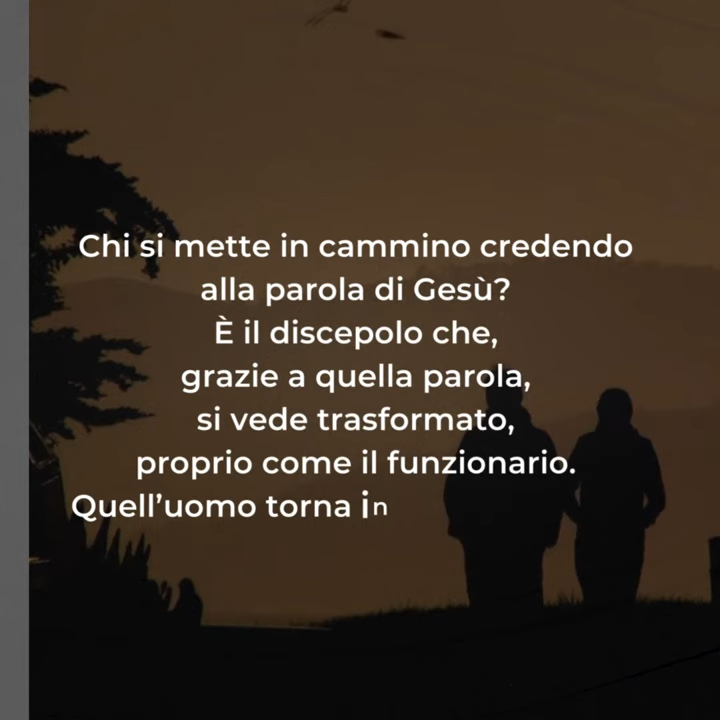 Chi si mette in cammino credendo
alla parola di Gesù?
È il discepolo che,
grazie a quella parola,
si vede trasformato,
proprio come il funzionario.
Quell’uomo torna in